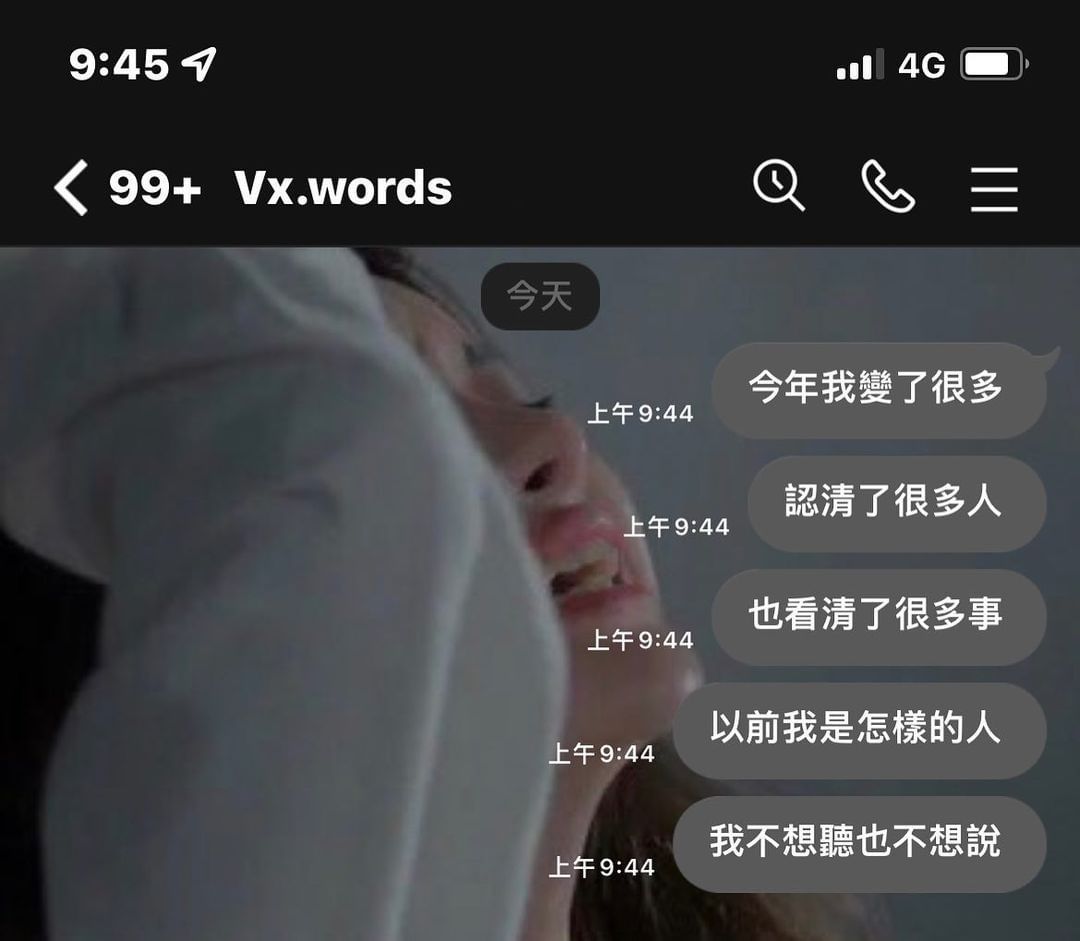 9:45 4G
99+ Vx.words
今天
今年我變了很多
上午9:44
認清了很多人
上午9:44
也看清了很多事
上午9:44
以前我是怎樣的人
上午9:44
我不想聽也不想說
上午9:44